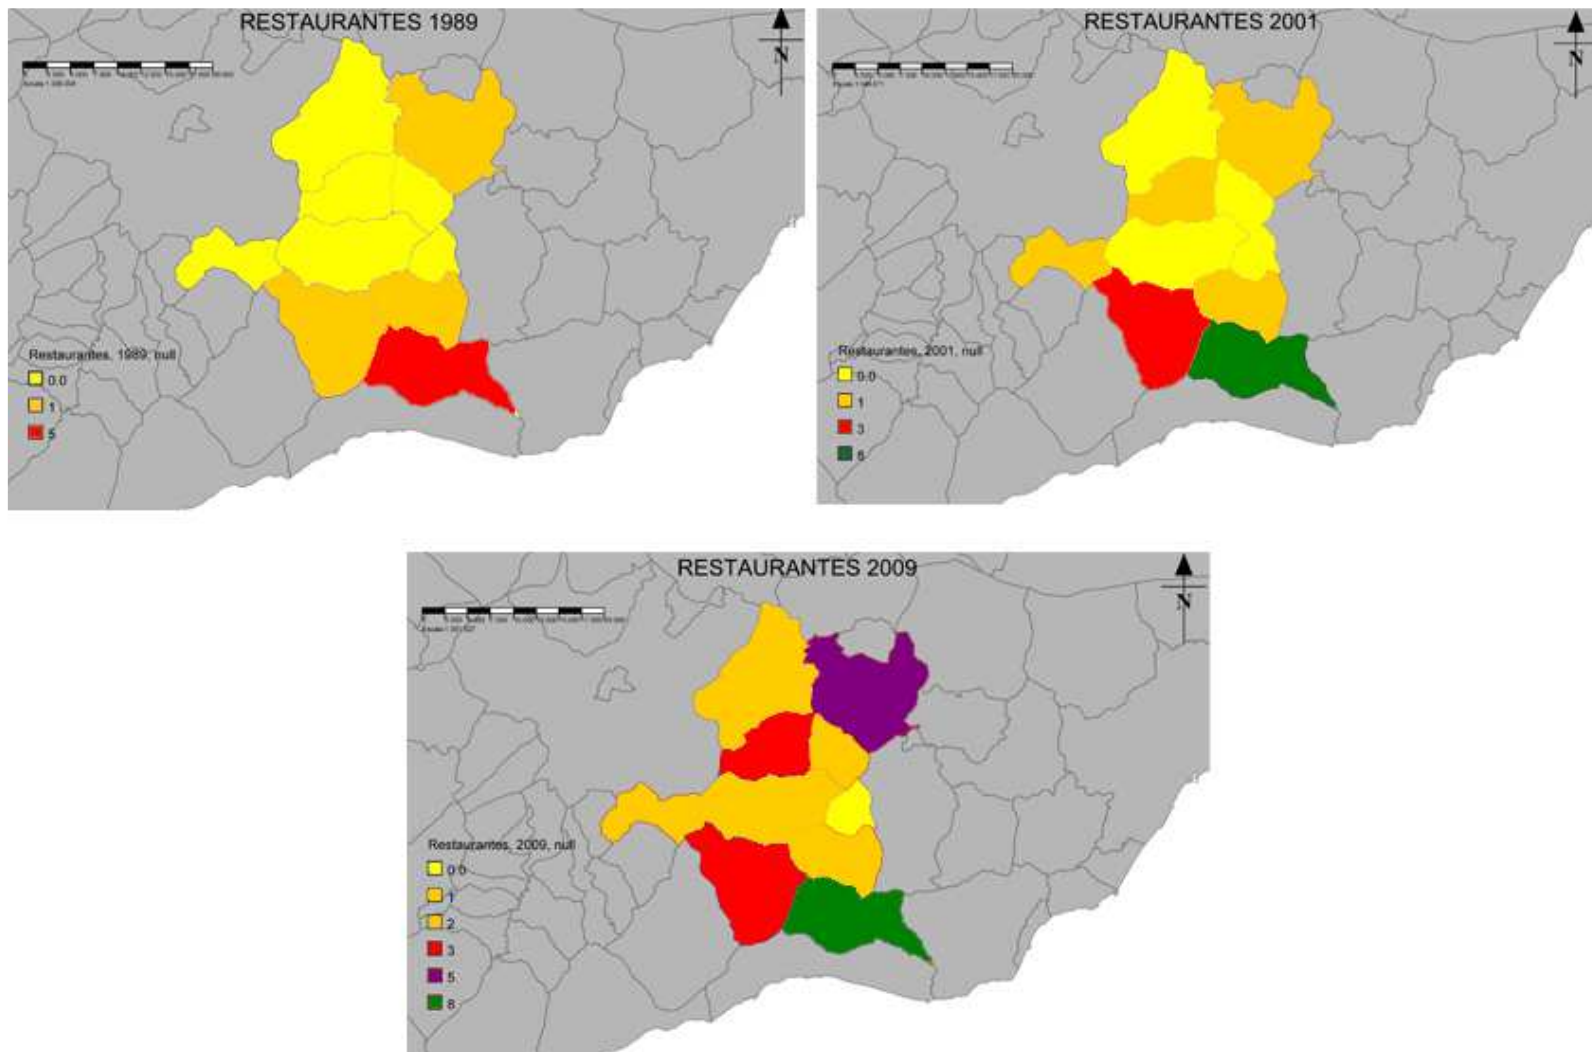 RESTAURANTES 1989
N
Restaurantes, 1989, null
0.0
1
5
RESTAURANTES 2001
N
Restaurantes, 2001, null
0.0
1
3
RESTAURANTES 2009
N
Restaurantes, 2009, null
0.0
1
2
3
5
8